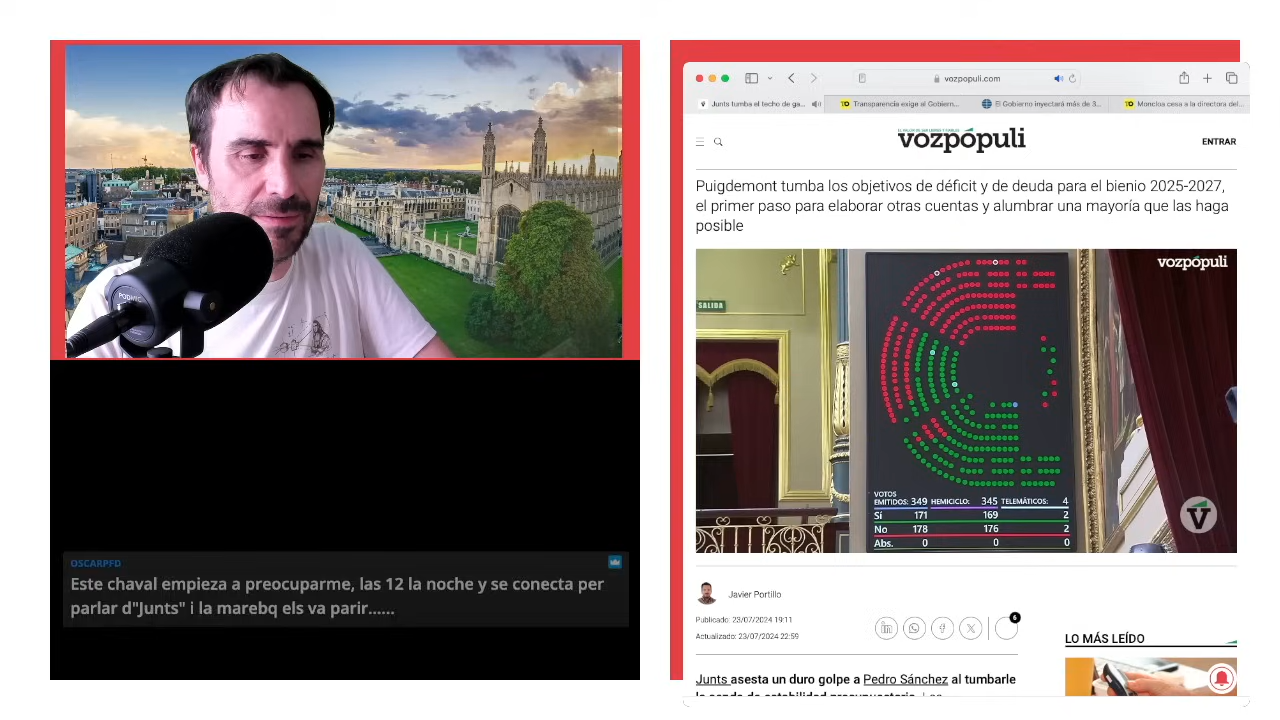 PODMIC
OSCARPFD
Este chaval empieza a preocuparme, las 12 la noche y se conecta per
parlar d"Junts" i la marebq els va parir......
vozpopuli.com
Junts tumba el techo de ga...
Transparencia exige al Gobiern...
El Gobierno inyectará más de 3...
Moncloa cesa a la directora del...
vozpópuli
ENTRAR
Puigdemont tumba los objetivos de déficit y de deuda para el bienio 2025-2027,
el primer paso para elaborar otras cuentas y alumbrar una mayoría que las haga
posible
vozpópuli
SALIDA
VOTOS
EMITIDOS: 349 HEMICICLO: 345 TELEMÁTICOS: 4
Sí 171 169 2
No 178 176 2
Abs. 0 0 0
Javier Portillo
Publicado: 23/07/2024 19:11
Actualizado: 23/07/2024 22:59
6
LO MÁS LEÍDO
Junts asesta un duro golpe a Pedro Sánchez al tumbarle